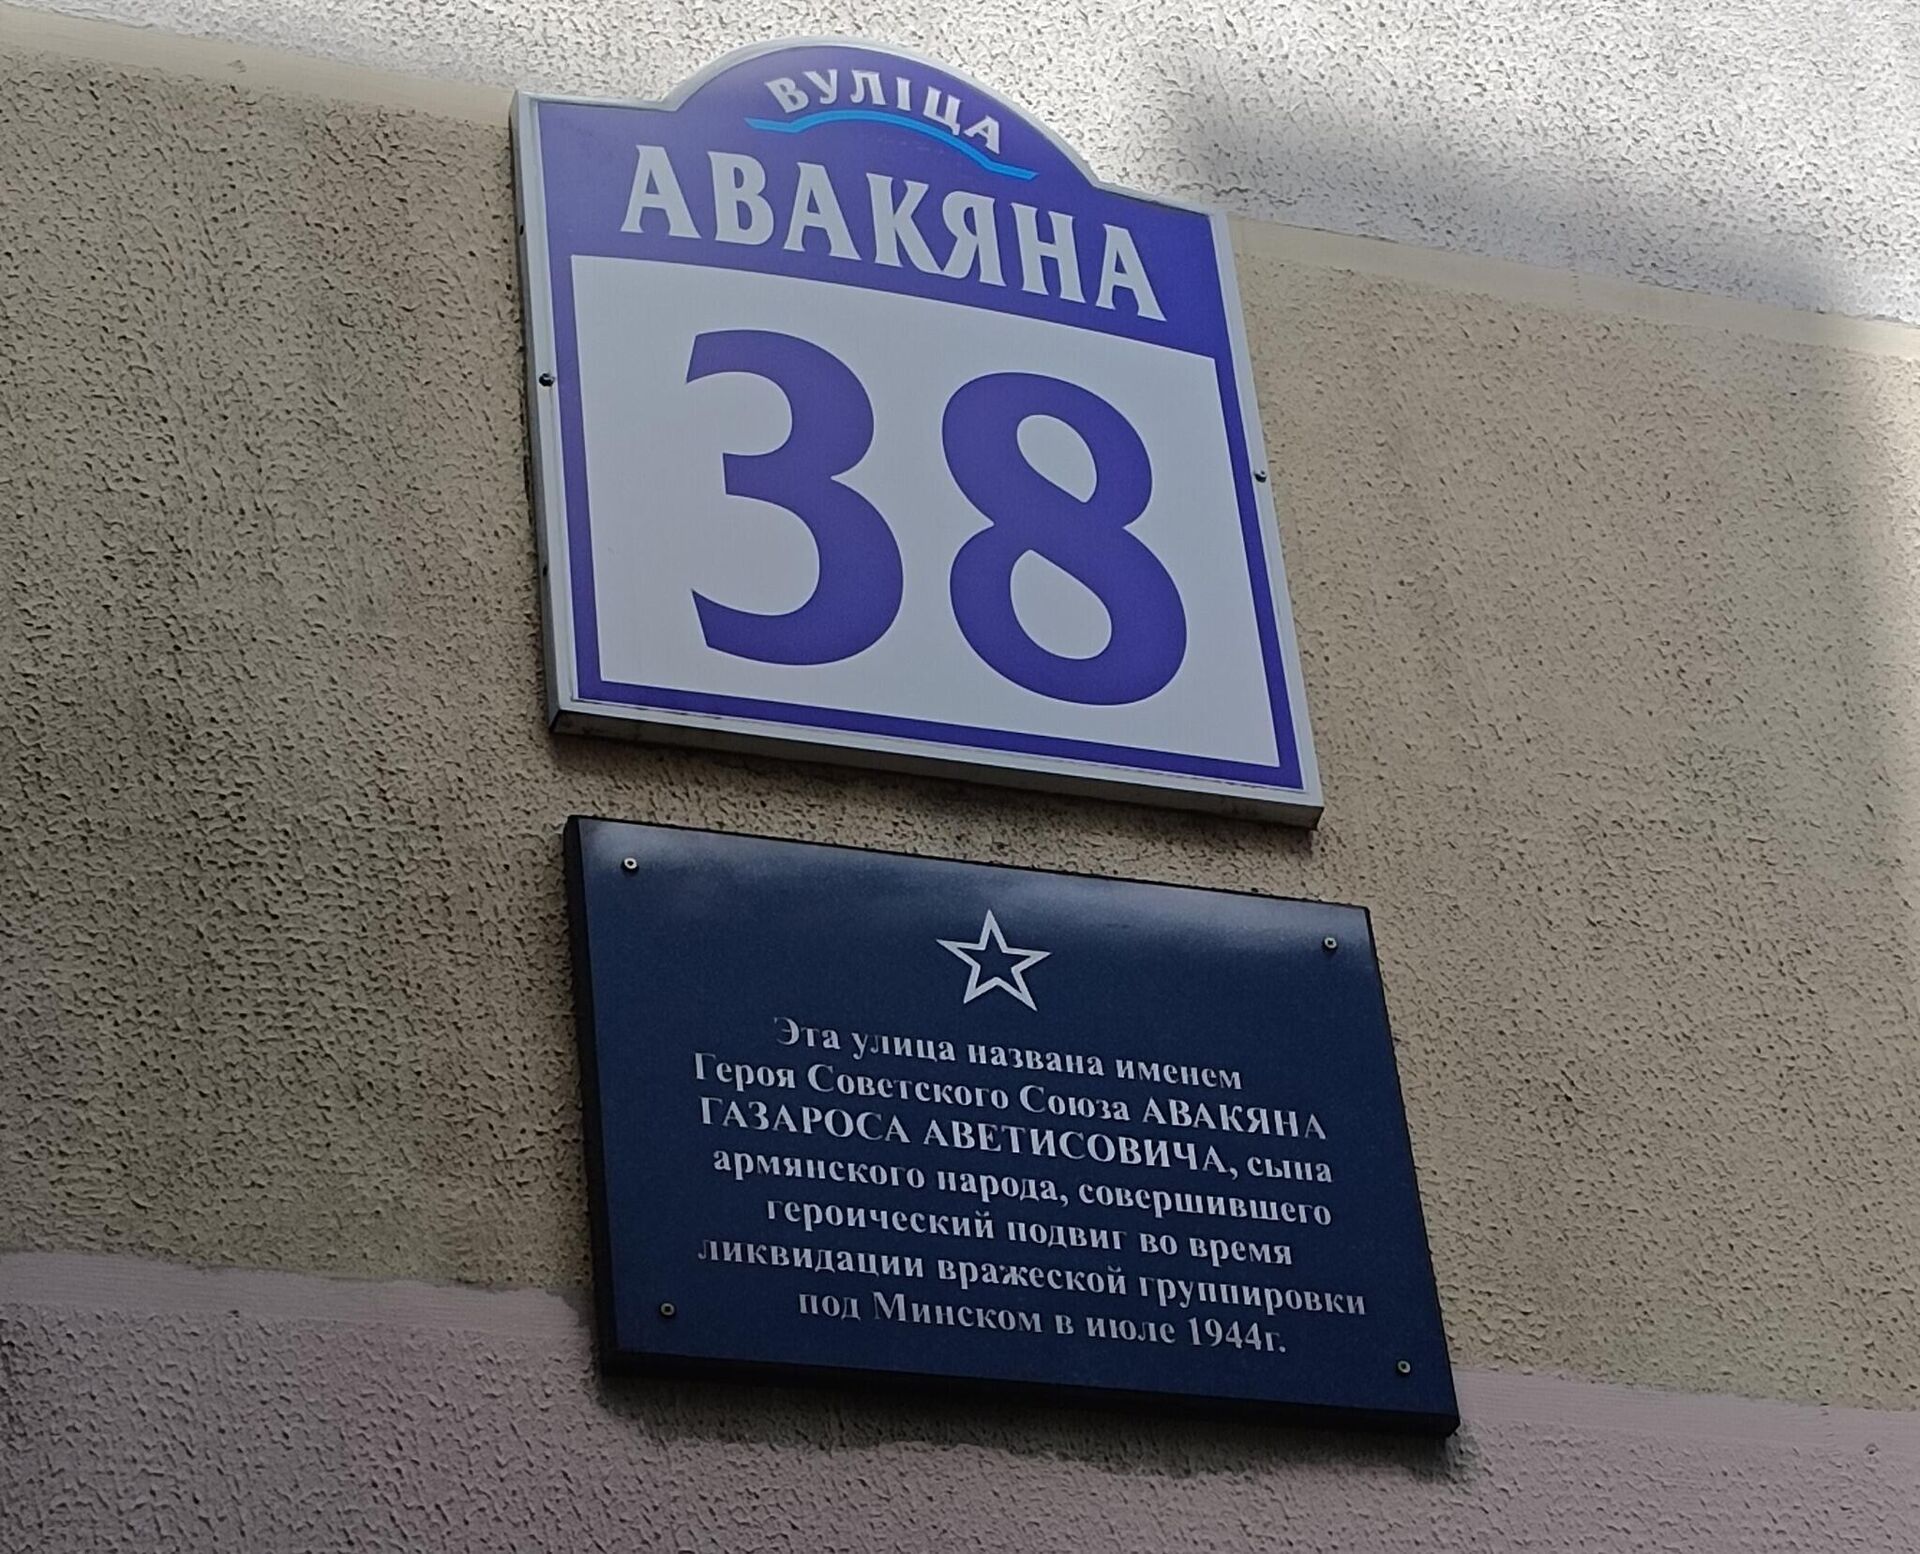 ВУЛІЦА
АВАКЯНА
38
Эта улица названа именем
Героя Советского Союза АВАКЯНА
ГАЗАРОСА АВЕТИСОВИЧА, сына
армянского народа, совершившего
героический подвиг во время
ликвидации вражеской группировки
под Минском в июле 1944г.